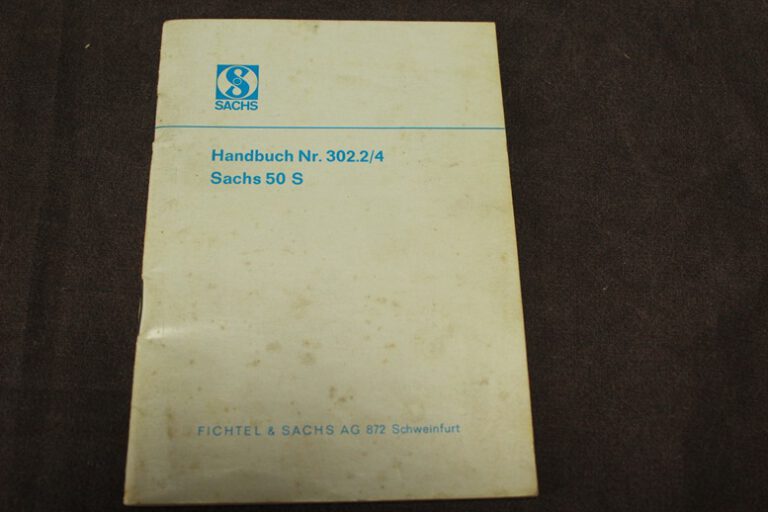 SACHS
Handbuch Nr. 302.2/4
Sachs 50 S
FICHTEL & SACHS AG 872 Schweinfurt